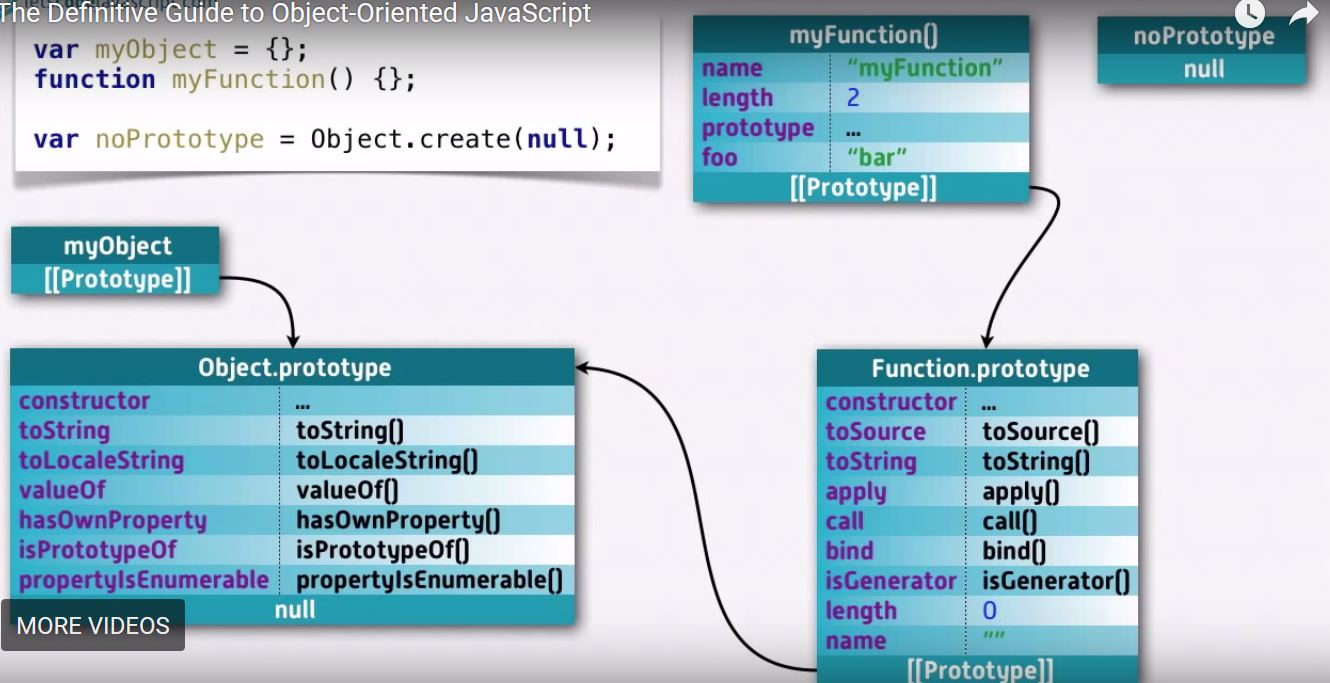 The Definitive Guide to Object-Oriented JavaScript
var myObject = {};
function myFunction() {};
var noPrototype = Object.create(null);
myFunction()
name "myFunction"
length 2
prototype ...
foo "bar"
[[Prototype]]
noPrototype
null
myObject
[[Prototype]]
Object.prototype
constructor ...
toString toString()
toLocaleString toLocaleString()
valueOf valueOf()
hasOwnProperty hasOwnProperty()
isPrototypeOf isPrototypeOf()
propertyIsEnumerable propertyIsEnumerable()
null
MORE VIDEOS
Function.prototype
constructor ...
toSource toSource()
toString toString()
apply apply()
call call()
bind bind()
isGenerator isGenerator()
length 0
name ""
[[Prototype]]